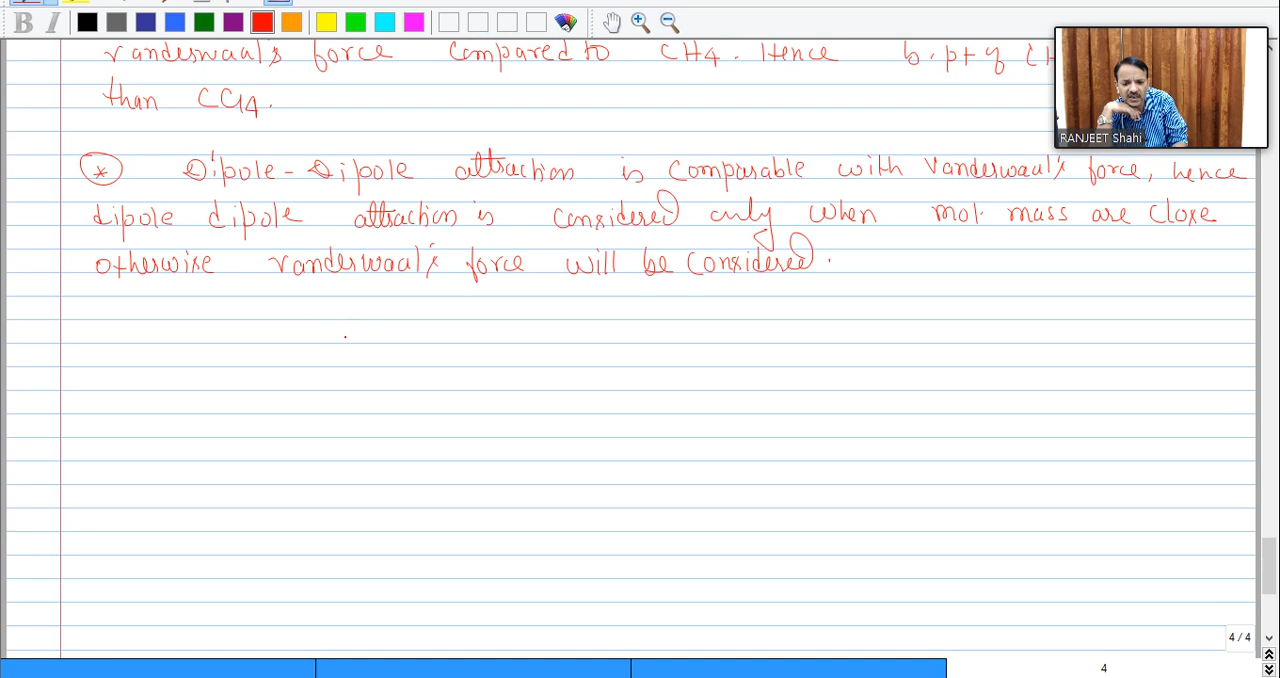 B I
Vanderwaal's force Compared to CH4. Hence b.pt of
than CCl4.
RANJEET Shahi
* Dipole-Dipole attraction is Comparable with Vanderwaal's force, hence
dipole dipole attraction is Considered only when mol. mass are close
otherwise Vanderwaal's force will be Considered.
4 / 4
4